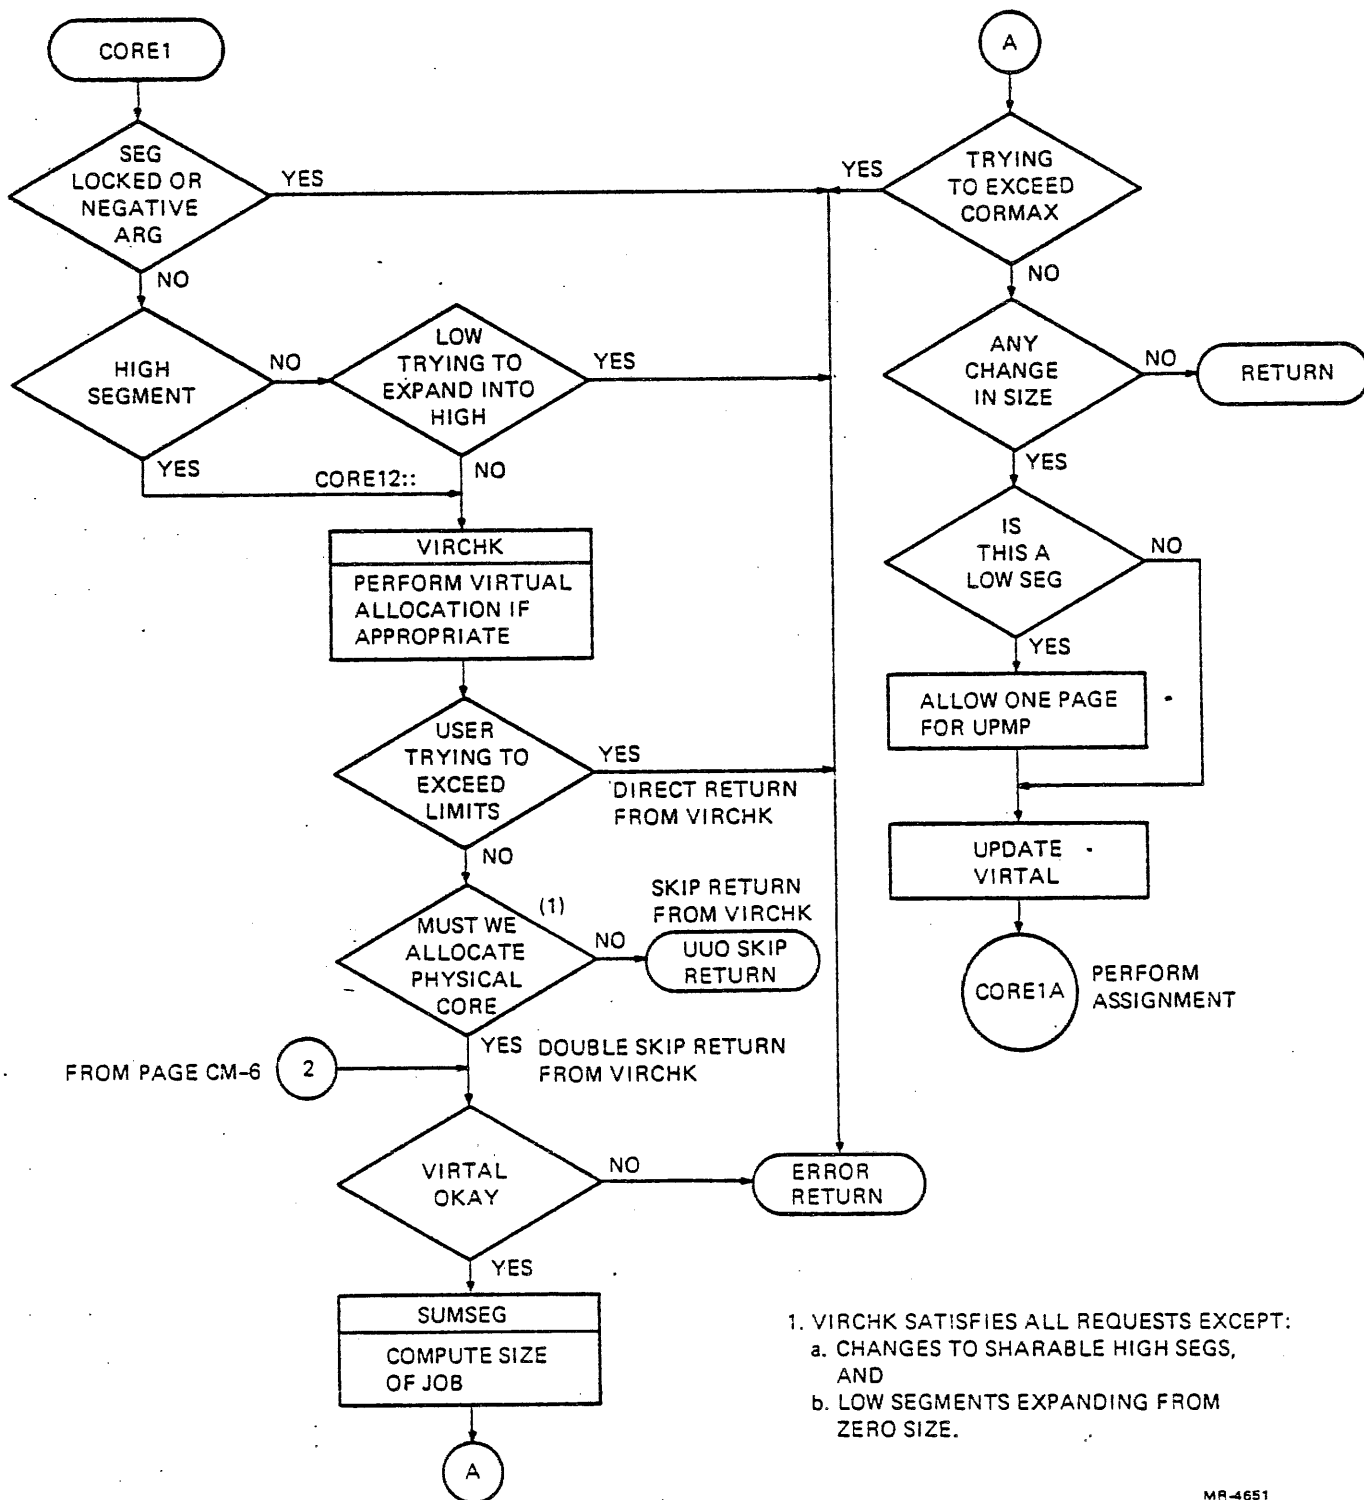 CORE1
SEG
LOCKED OR
NEGATIVE
ARG
YES
NO
HIGH
SEGMENT
NO
YES
LOW
TRYING TO
EXPAND INTO
HIGH
YES
NO
CORE12::
VIRCHK
PERFORM VIRTUAL
ALLOCATION IF
APPROPRIATE
USER
TRYING TO
EXCEED
LIMITS
YES
DIRECT RETURN
FROM VIRCHK
NO
MUST WE
ALLOCATE
PHYSICAL
CORE
(1)
NO
SKIP RETURN
FROM VIRCHK
UUO SKIP
RETURN
YES
DOUBLE SKIP RETURN
FROM VIRCHK
FROM PAGE CM-6
2
VIRTAL
OKAY
NO
ERROR
RETURN
YES
SUMSEG
COMPUTE SIZE
OF JOB
A
A
TRYING
TO EXCEED
CORMAX
YES
NO
ANY
CHANGE
IN SIZE
NO
RETURN
YES
IS
THIS A
LOW SEG
NO
YES
ALLOW ONE PAGE
FOR UPMP
UPDATE
VIRTAL
CORE1A
PERFORM
ASSIGNMENT
1. VIRCHK SATISFIES ALL REQUESTS EXCEPT:
a. CHANGES TO SHARABLE HIGH SEGS,
AND
b. LOW SEGMENTS EXPANDING FROM
ZERO SIZE.
MR-4651